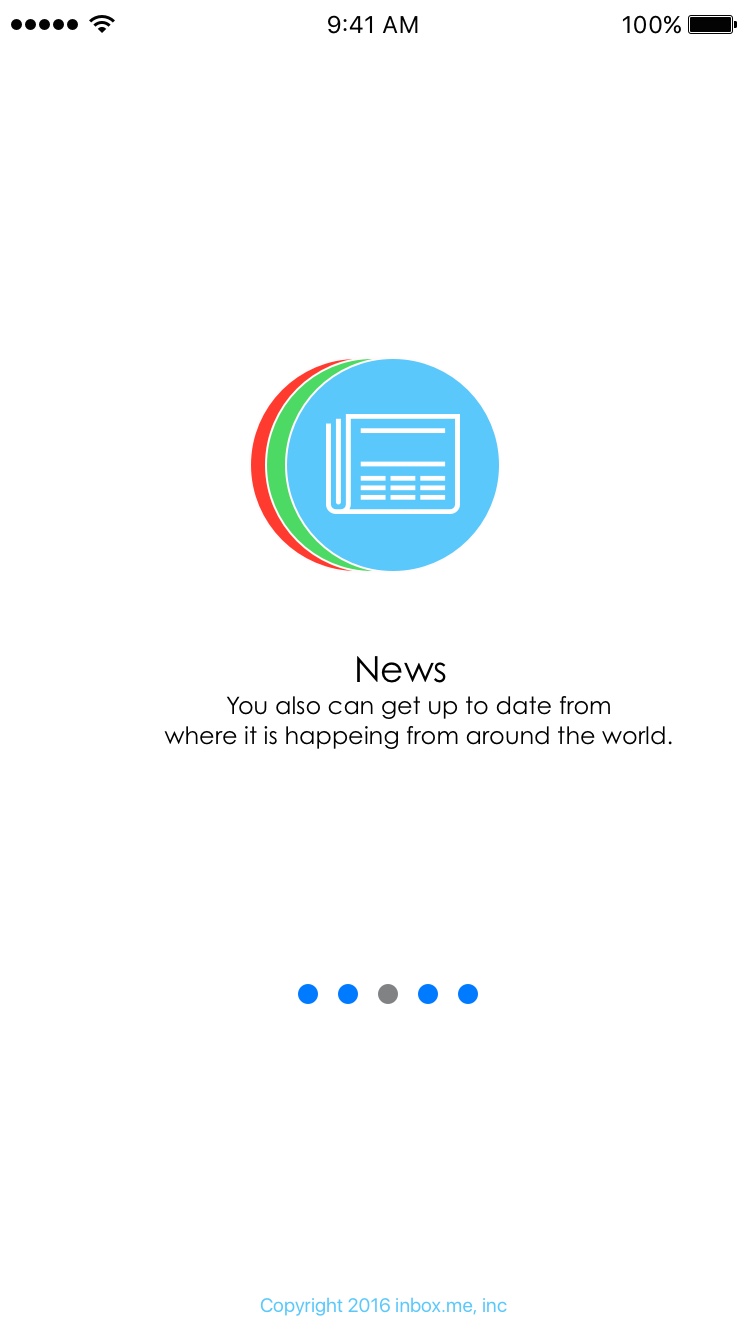 9:41 AM 100%
News
You also can get up to date from
where it is happeing from around the world.
Copyright 2016 inbox.me, inc